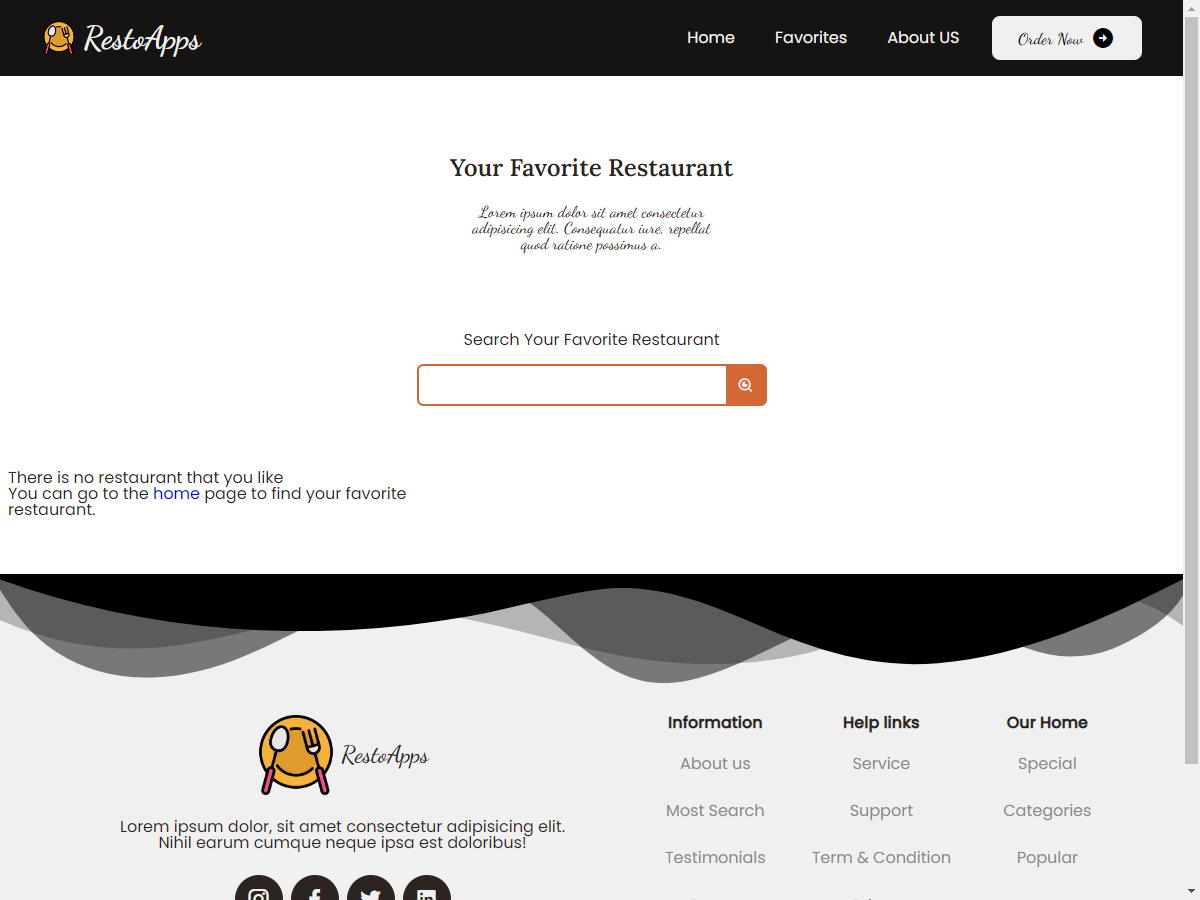 RestoApps
Home
Favorites
About US
Order Now
Your Favorite Restaurant
Lorem ipsum dolor sit amet consectetur
adipisicing elit. Consequatur iure, repellat
quod ratione possimus a.
Search Your Favorite Restaurant
There is no restaurant that you like
You can go to the home page to find your favorite
restaurant.
RestoApps
Lorem ipsum dolor, sit amet consectetur adipisicing elit.
Nihil earum cumque neque ipsa est doloribus!
Information
About us
Most Search
Testimonials
Help links
Service
Support
Term & Condition
Our Home
Special
Categories
Popular